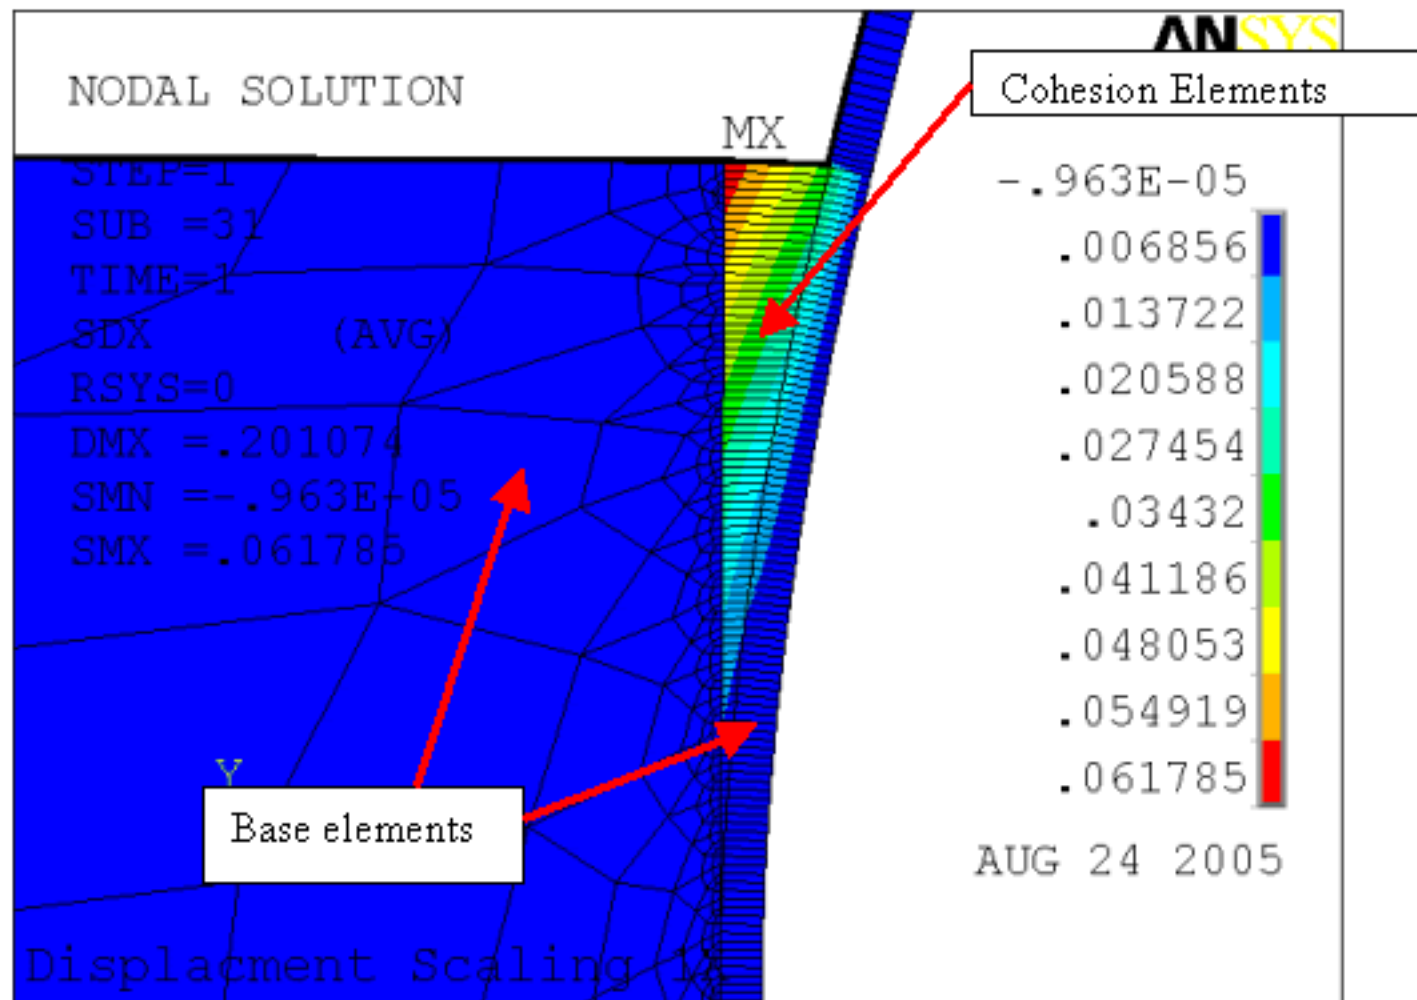 ANSYS
NODAL SOLUTION
Cohesion Elements
MX
STEP=1
SUB =31
TIME=1
SDX (AVG)
RSYS=0
DMX =.201074
SMN =-.963E-05
SMX =.061785
-.963E-05
.006856
.013722
.020588
.027454
.03432
.041186
.048053
.054919
.061785
Y
Base elements
AUG 24 2005
Displacment Scaling